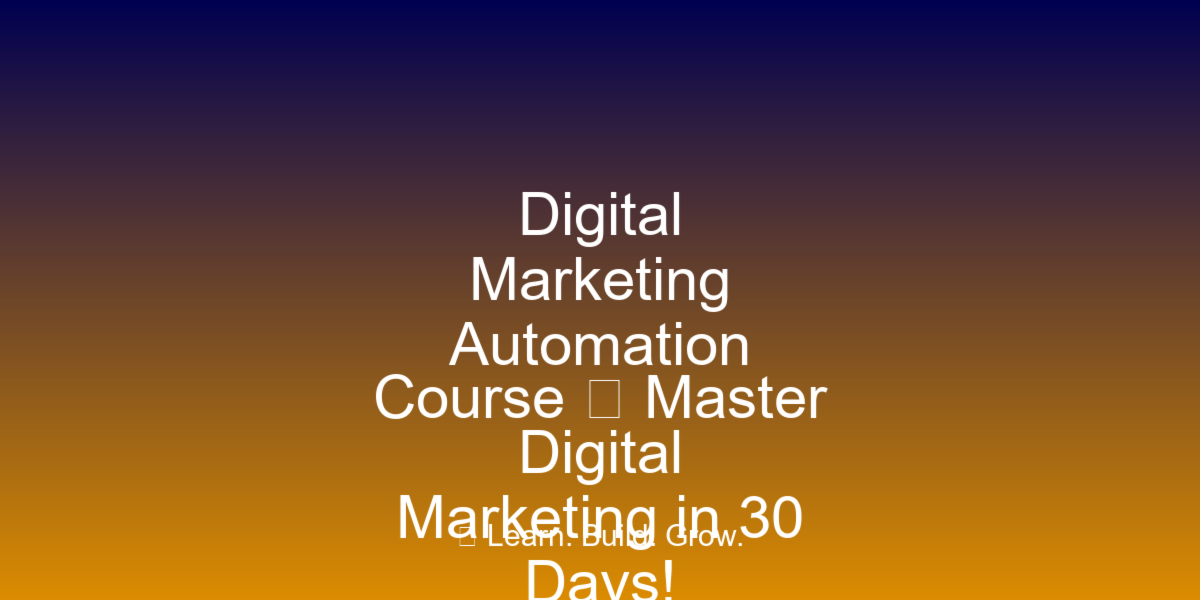 Digital
Marketing
Automation
Course □ Master
Digital
Marketing in 30
□ Learn. Build. Grow.
Days!